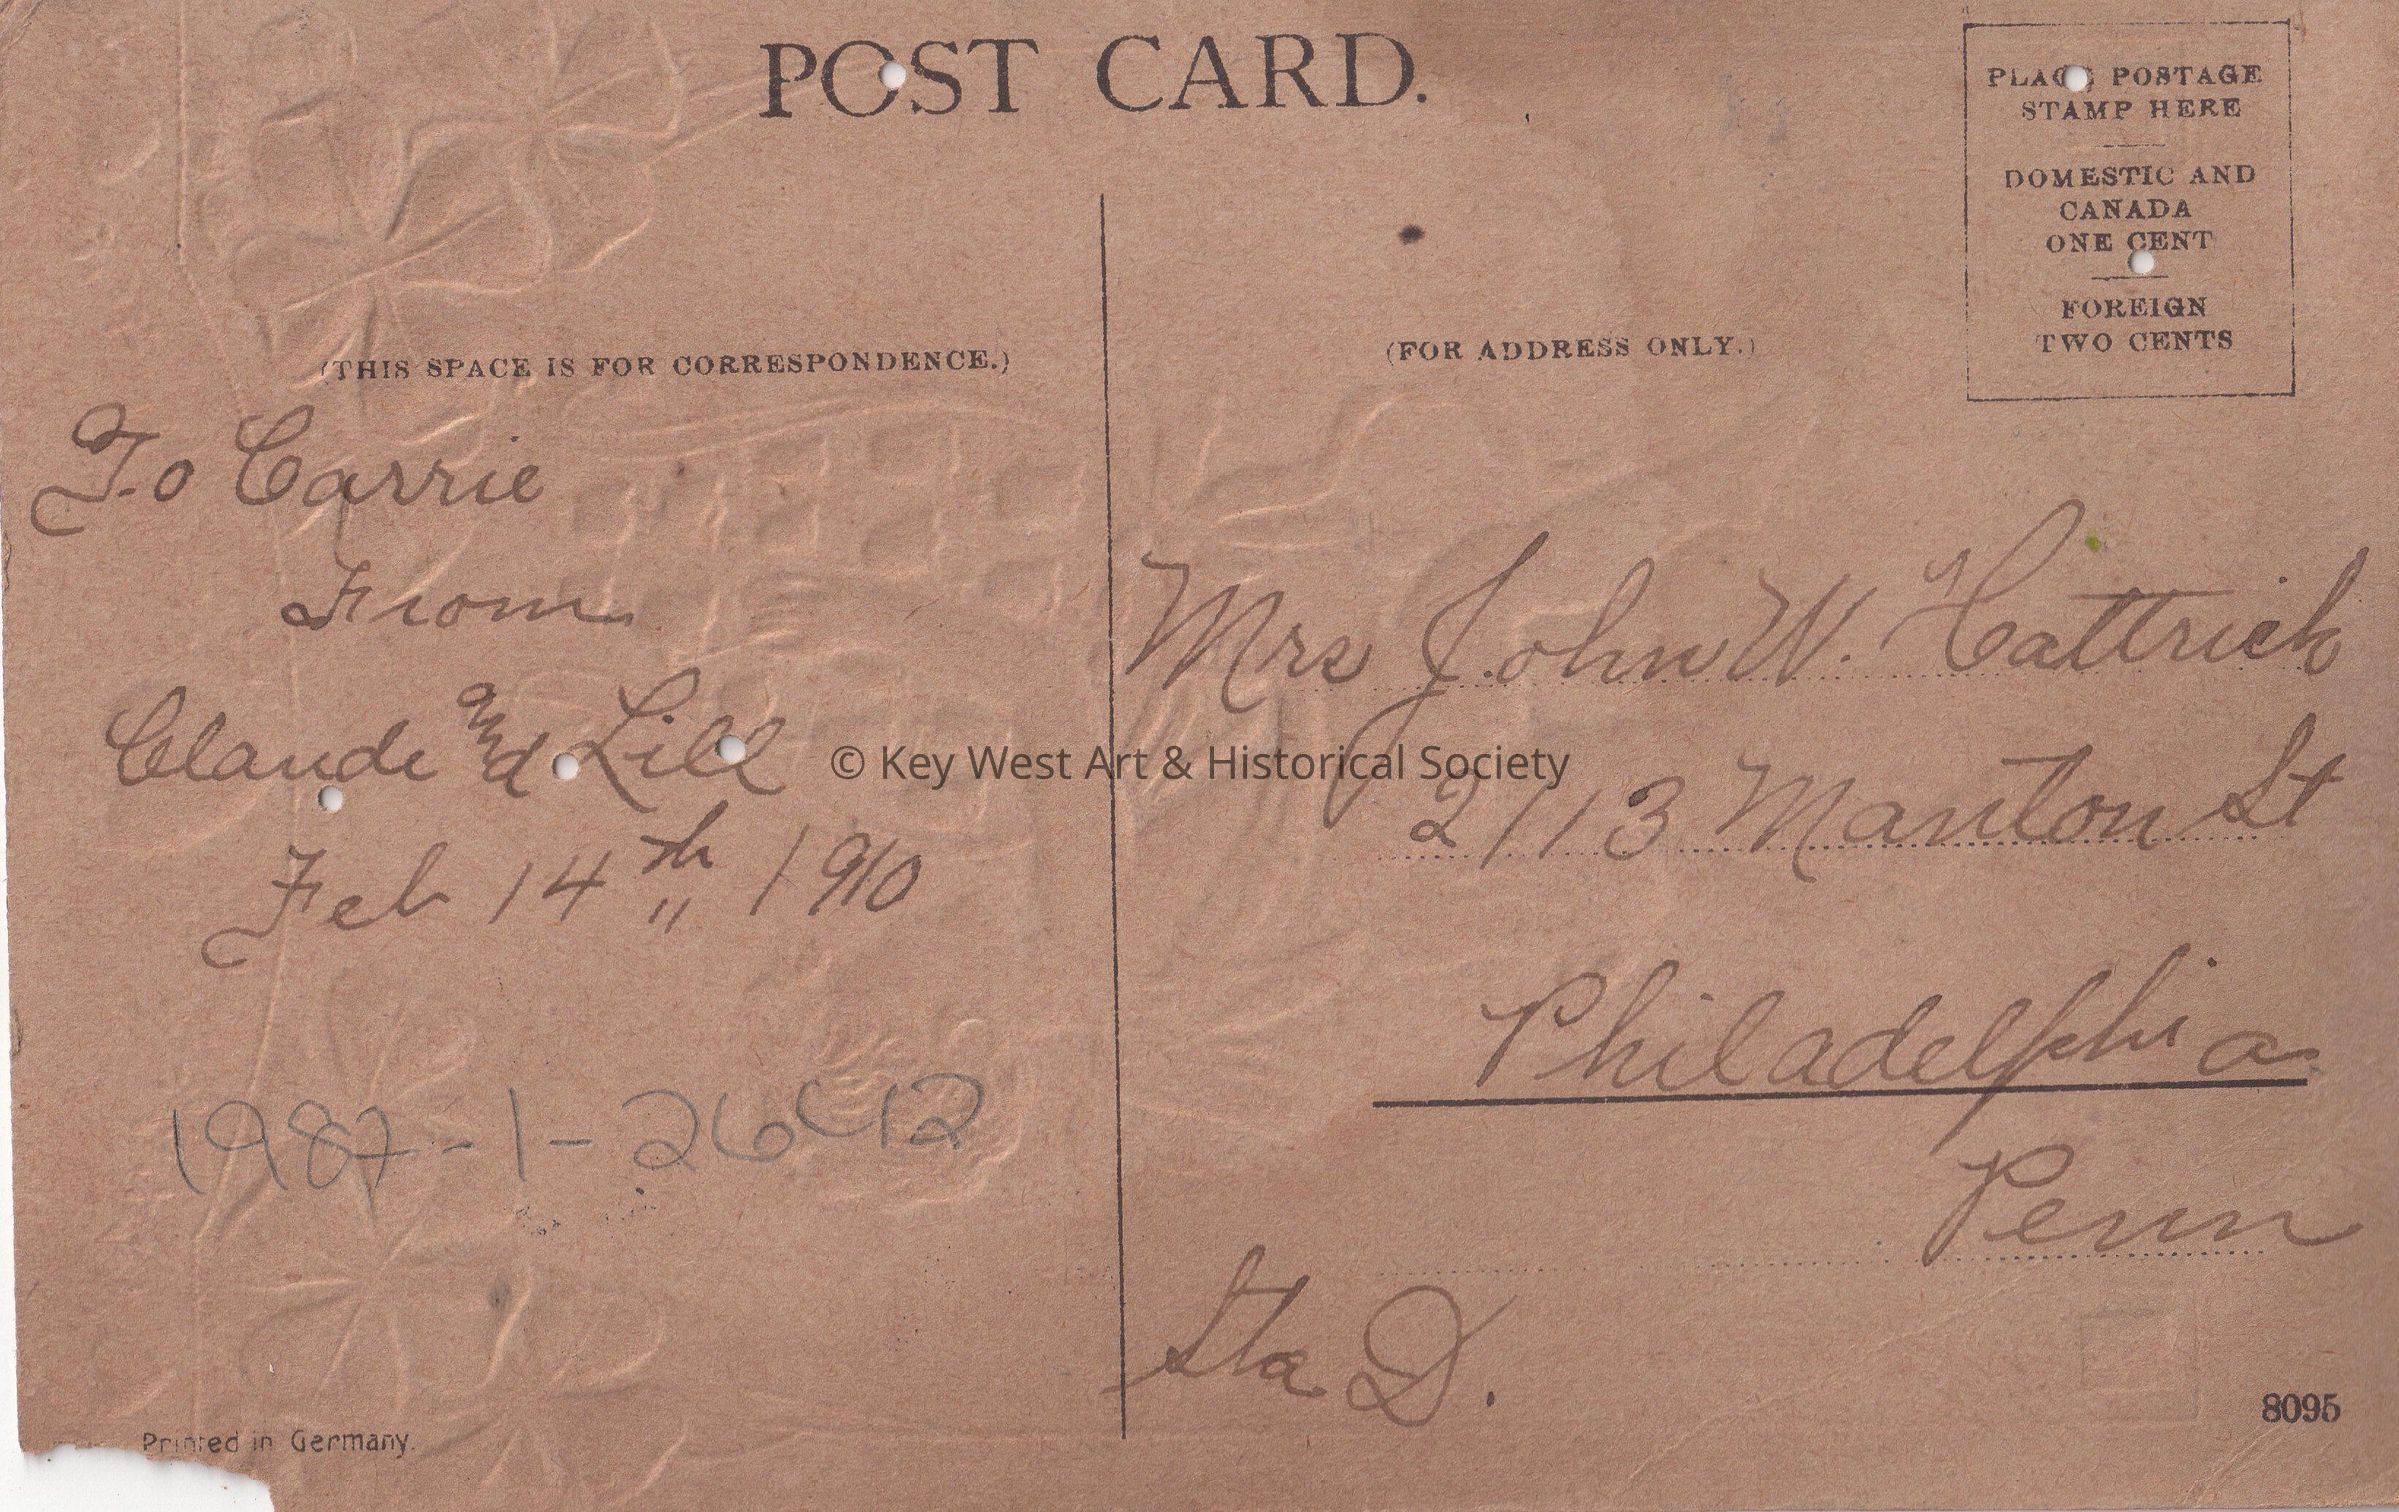 POST CARD.
PLACE POSTAGE
STAMP HERE
DOMESTIC AND
CANADA
ONE CENT
FOREIGN
TWO CENTS
(THIS SPACE IS FOR CORRESPONDENCE.)
To Carrie
From
Claude and Lill
Feb 14th 1910
1987-1-26C12
Printed in Germany.
(FOR ADDRESS ONLY.)
Mrs John W. Hattrick
2113 Manton St
Philadelphia
Penn
Sta D.
8095
© Key West Art & Historical Society